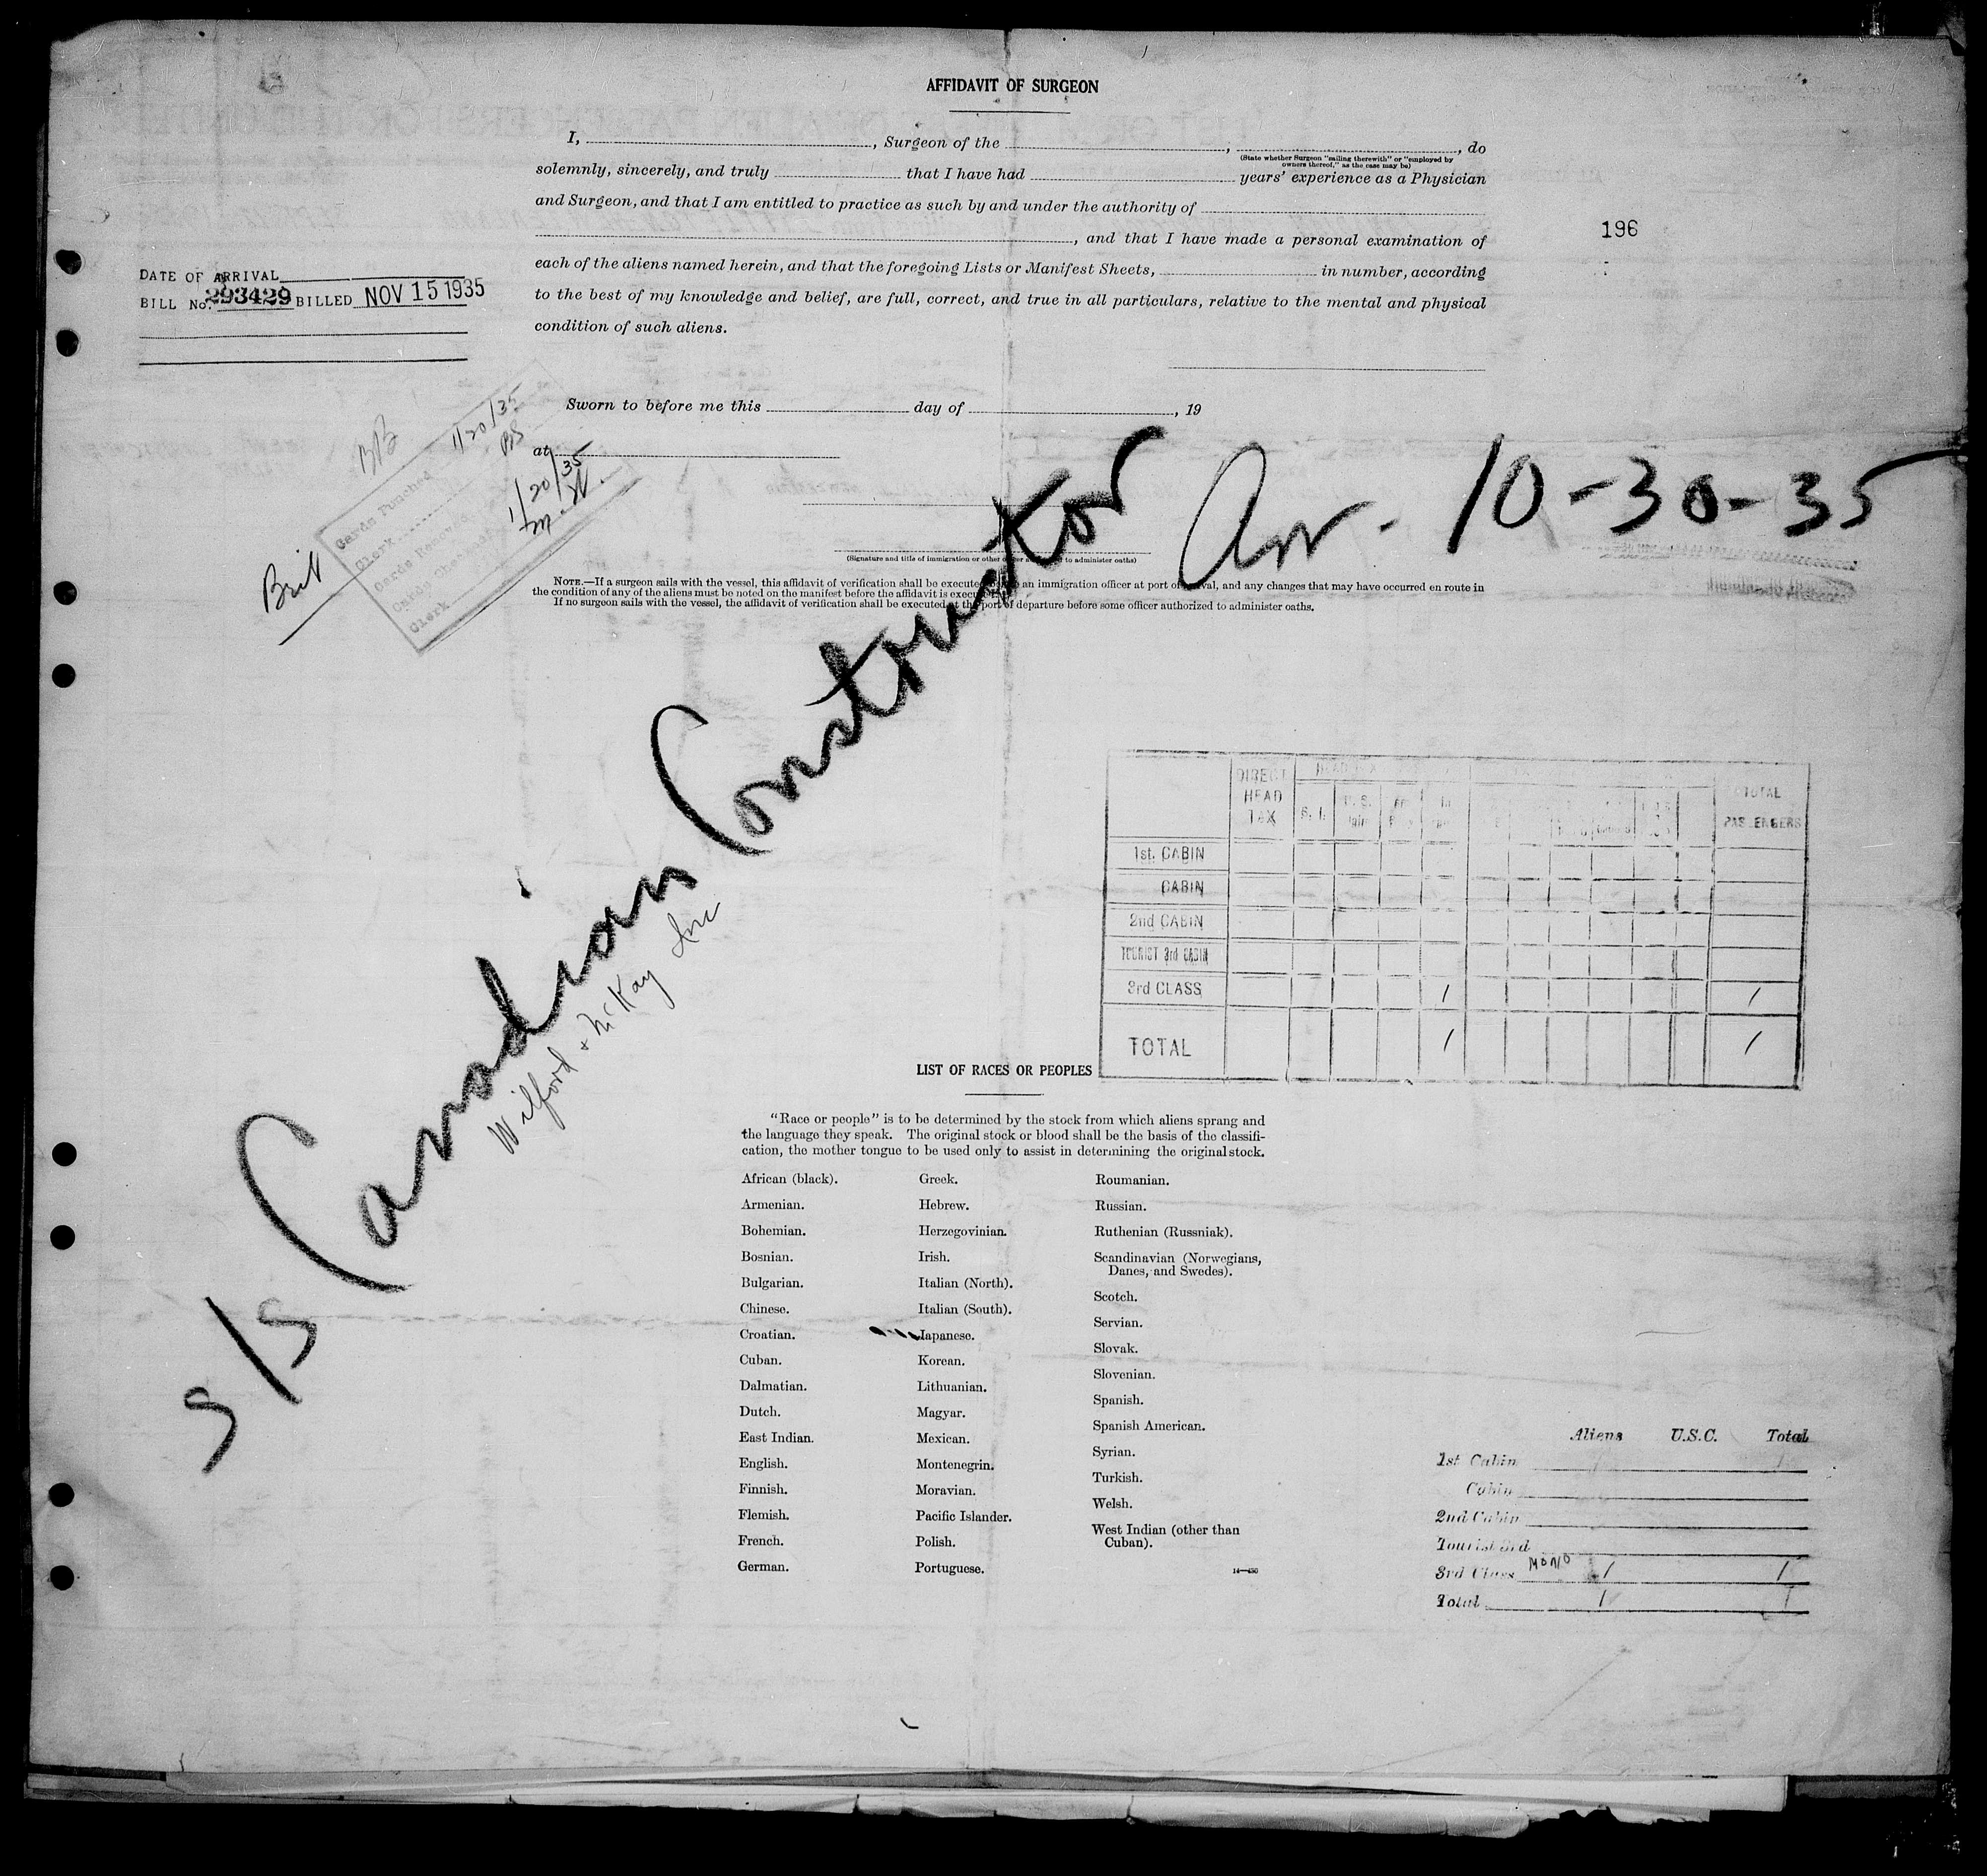 AFFIDAVIT OF SURGEON
I, , Surgeon of the , , do
(State whether Surgeon "sailing therewith" or "employed by
owners thereof," as the case may be)
solemnly, sincerely, and truly that I have had years' experience as a Physician
and Surgeon, and that I am entitled to practice as such by and under the authority of
, and that I have made a personal examination of
each of the aliens named herein, and that the foregoing Lists or Manifest Sheets, in number, according
to the best of my knowledge and belief, are full, correct, and true in all particulars, relative to the mental and physical
condition of such aliens.
196
DATE OF ARRIVAL
BILL No. 293429 BILLED NOV 15 1935
Sworn to before me this day of , 19
at
Cards Punched 1/20/35
Clerk BS
1/20/35
Clerk
Brit
S/S Canadian Constructor Arr. 10-30-35
Wilford & McKay Inc
(Signature and title of immigration or other officer to administer oaths)
NOTE.—If a surgeon sails with the vessel, this affidavit of verification shall be executed an immigration officer at port of arrival, and any changes that may have occurred en route in
the condition of any of the aliens must be noted on the manifest before the affidavit is executed
If no surgeon sails with the vessel, the affidavit of verification shall be executed at the port of departure before some officer authorized to administer oaths.
DIRECT HEAD TAX
TOTAL PASSENGERS
1st. CABIN
CABIN
2nd CABIN
TOURIST 3rd CABIN
3rd CLASS 1 1
TOTAL 1 1
LIST OF RACES OR PEOPLES
"Race or people" is to be determined by the stock from which aliens sprang and
the language they speak. The original stock or blood shall be the basis of the classifi-
cation, the mother tongue to be used only to assist in determining the original stock.
African (black).
Armenian.
Bohemian.
Bosnian.
Bulgarian.
Chinese.
Croatian.
Cuban.
Dalmatian.
Dutch.
East Indian.
English.
Finnish.
Flemish.
French.
German.
Greek.
Hebrew.
Herzegovinian.
Irish.
Italian (North).
Italian (South).
Japanese.
Korean.
Lithuanian.
Magyar.
Mexican.
Montenegrin.
Moravian.
Pacific Islander.
Polish.
Portuguese.
Roumanian.
Russian.
Ruthenian (Russniak).
Scandinavian (Norwegians,
Danes, and Swedes).
Scotch.
Servian.
Slovak.
Slovenian.
Spanish.
Spanish American.
Syrian.
Turkish.
Welsh.
West Indian (other than
Cuban).
Aliens U.S.C. Total
1st Cabin
Cabin
2nd Cabin
Tourist 3rd
3rd Class 1 1
Total 1 1